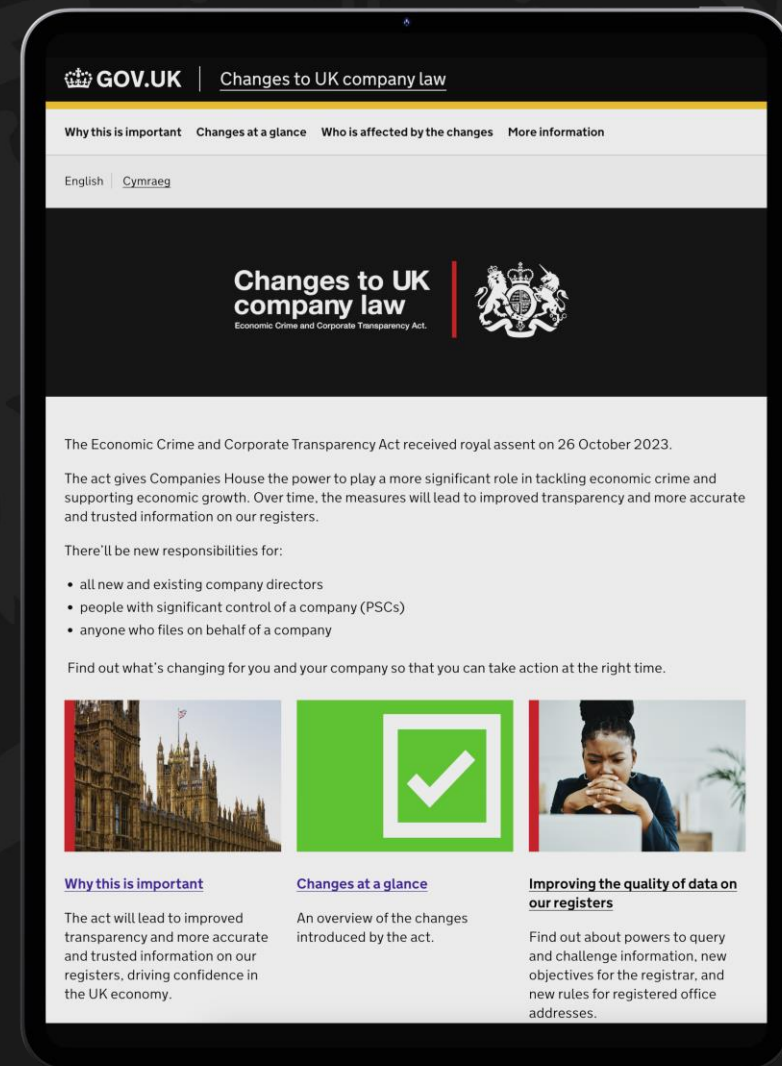 GOV.UK Changes to UK company law
Why this is important Changes at a glance Who is affected by the changes More information
English Cymraeg
Changes to UK
company law
Economic Crime and Corporate Transparency Act.
The Economic Crime and Corporate Transparency Act received royal assent on 26 October 2023.
The act gives Companies House the power to play a more significant role in tackling economic crime and
supporting economic growth. Over time, the measures will lead to improved transparency and more accurate
and trusted information on our registers.
There'll be new responsibilities for:
• all new and existing company directors
• people with significant control of a company (PSCs)
• anyone who files on behalf of a company
Find out what's changing for you and your company so that you can take action at the right time.
Why this is important
The act will lead to improved
transparency and more accurate
and trusted information on our
registers, driving confidence in
the UK economy.
Changes at a glance
An overview of the changes
introduced by the act.
Improving the quality of data on
our registers
Find out about powers to query
and challenge information, new
objectives for the registrar, and
new rules for registered office
addresses.